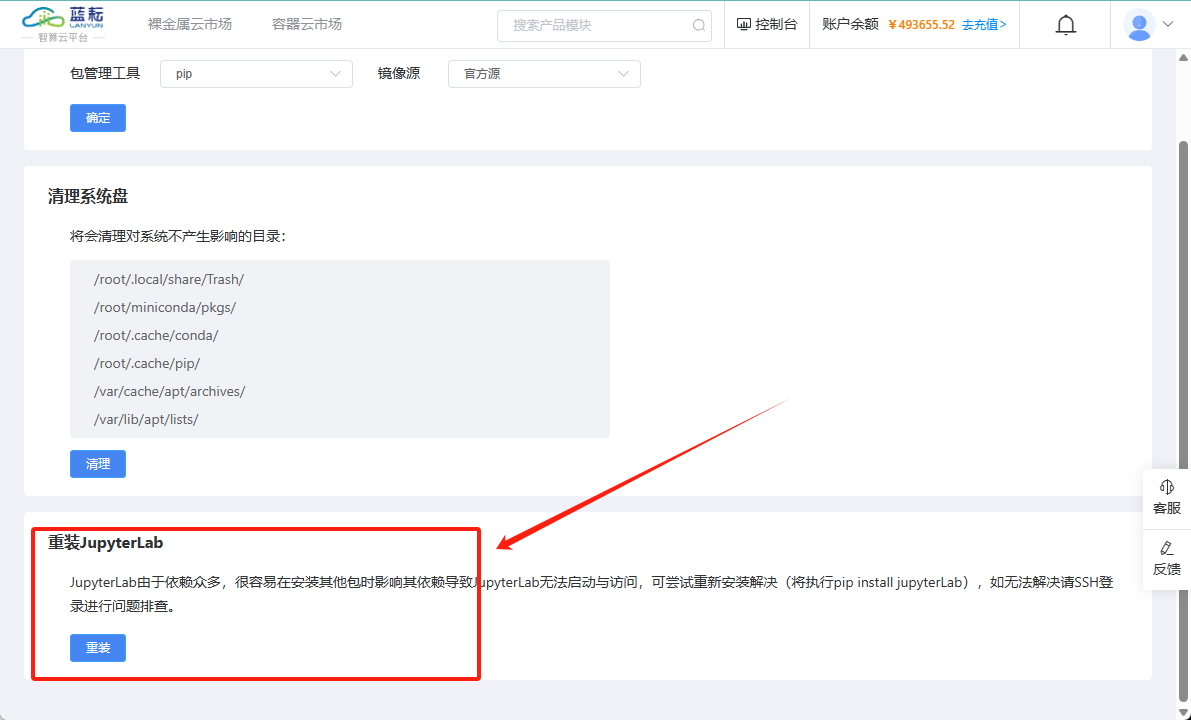 蓝耘
LANYUN
智算云平台
裸金属云市场
容器云市场
搜索产品模块
控制台
账户余额 ￥493655.52 去充值>
包管理工具 pip 镜像源 官方源
确定
清理系统盘
将会清理对系统不产生影响的目录：
/root/.local/share/Trash/
/root/miniconda/pkgs/
/root/.cache/conda/
/root/.cache/pip/
/var/cache/apt/archives/
/var/lib/apt/lists/
清理
客服
反馈
重装JupyterLab
JupyterLab由于依赖众多，很容易在安装其他包时影响其依赖导致JupyterLab无法启动与访问，可尝试重新安装解决（将执行pip install jupyterLab），如无法解决请SSH登
录进行问题排查。
重装